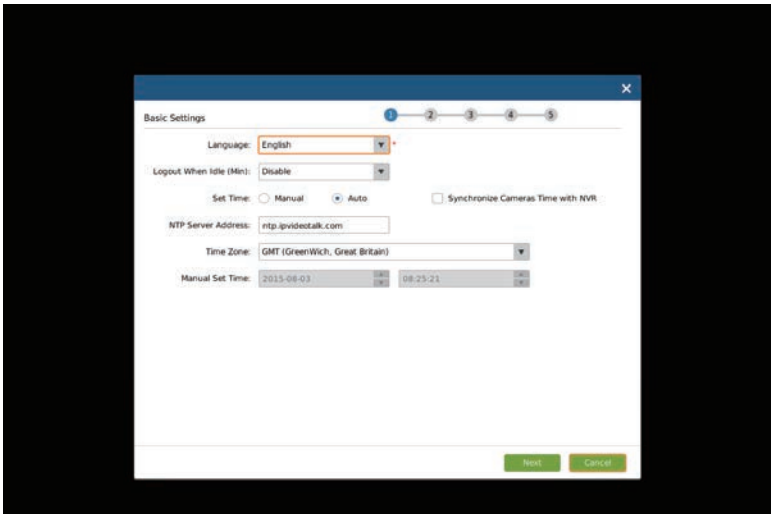 Basic Settings 1 2 3 4 5
Language: English *
Logout When Idle (Min): Disable
Set Time: Manual Auto Synchronize Cameras Time with NVR
NTP Server Address: ntp.ipvideotalk.com
Time Zone: GMT (GreenWich, Great Britain)
Manual Set Time: 2015-08-03 08:25:21
Next Cancel